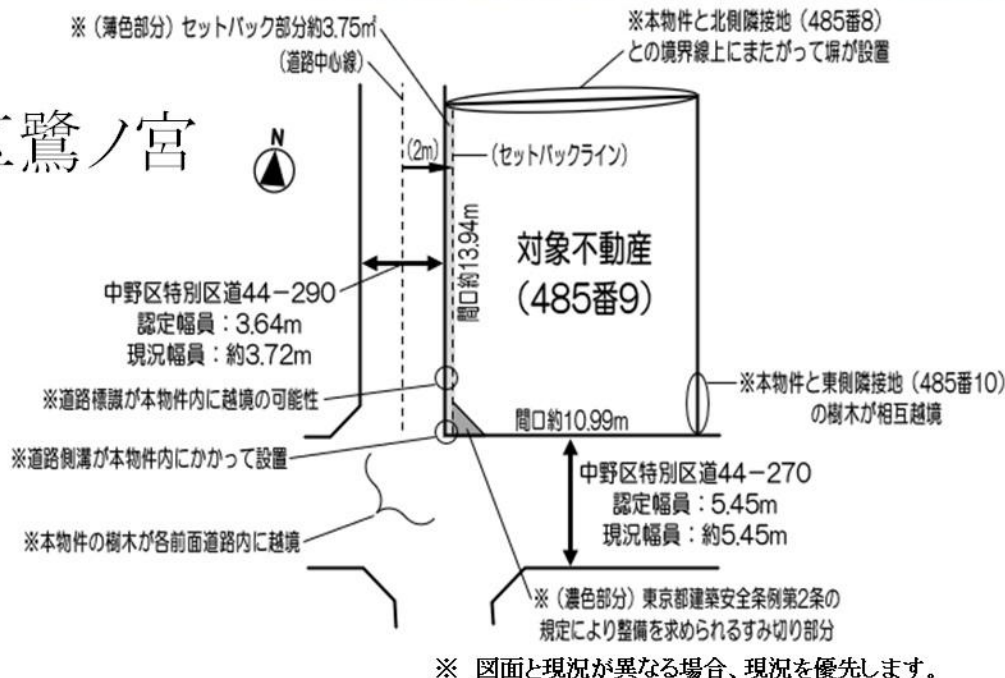 ※（薄色部分）セットバック部分約3.75㎡
（道路中心線）
※本物件と北側隣接地（485番8）
との境界線上にまたがって塀が設置
鷺ノ宮
N
（2m）
（セットバックライン）
間口約13.94m
対象不動産
（485番9）
中野区特別区道44－290
認定幅員：3.64m
現況幅員：約3.72m
※道路標識が本物件内に越境の可能性
※本物件と東側隣接地（485番10）
の樹木が相互越境
間口約10.99m
※道路側溝が本物件内にかかって設置
中野区特別区道44－270
認定幅員：5.45m
現況幅員：約5.45m
※本物件の樹木が各前面道路内に越境
※（濃色部分）東京都建築安全条例第2条の
規定により整備を求められるすみ切り部分
※ 図面と現況が異なる場合、現況を優先します。